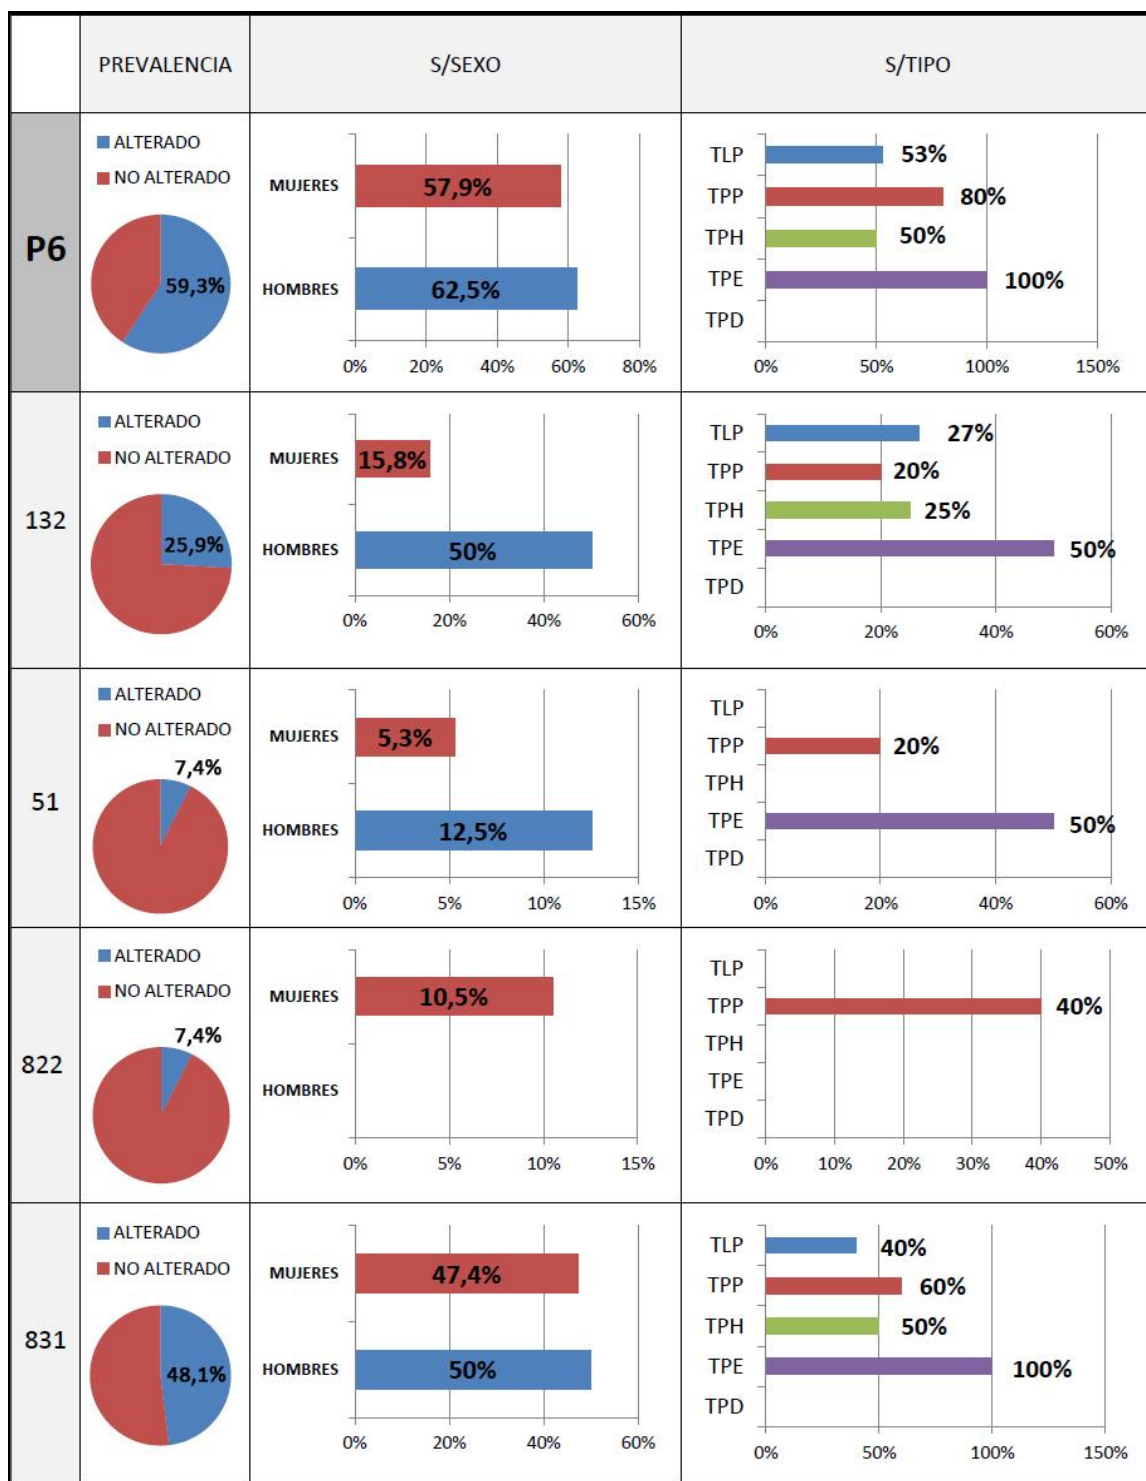 PREVALENCIA S/SEXO S/TIPO
P6
ALTERADO
NO ALTERADO
59,3%
MUJERES 57,9%
HOMBRES 62,5%
0% 20% 40% 60% 80%
TLP 53%
TPP 80%
TPH 50%
TPE 100%
TPD
0% 50% 100% 150%
132
ALTERADO
NO ALTERADO
25,9%
MUJERES 15,8%
HOMBRES 50%
0% 20% 40% 60%
TLP 27%
TPP 20%
TPH 25%
TPE 50%
TPD
0% 20% 40% 60%
51
ALTERADO
NO ALTERADO
7,4%
MUJERES 5,3%
HOMBRES 12,5%
0% 5% 10% 15%
TLP
TPP 20%
TPH
TPE 50%
TPD
0% 20% 40% 60%
822
ALTERADO
NO ALTERADO
7,4%
MUJERES 10,5%
HOMBRES
0% 5% 10% 15%
TLP
TPP 40%
TPH
TPE
TPD
0% 10% 20% 30% 40% 50%
831
ALTERADO
NO ALTERADO
48,1%
MUJERES 47,4%
HOMBRES 50%
0% 20% 40% 60%
TLP 40%
TPP 60%
TPH 50%
TPE 100%
TPD
0% 50% 100% 150%